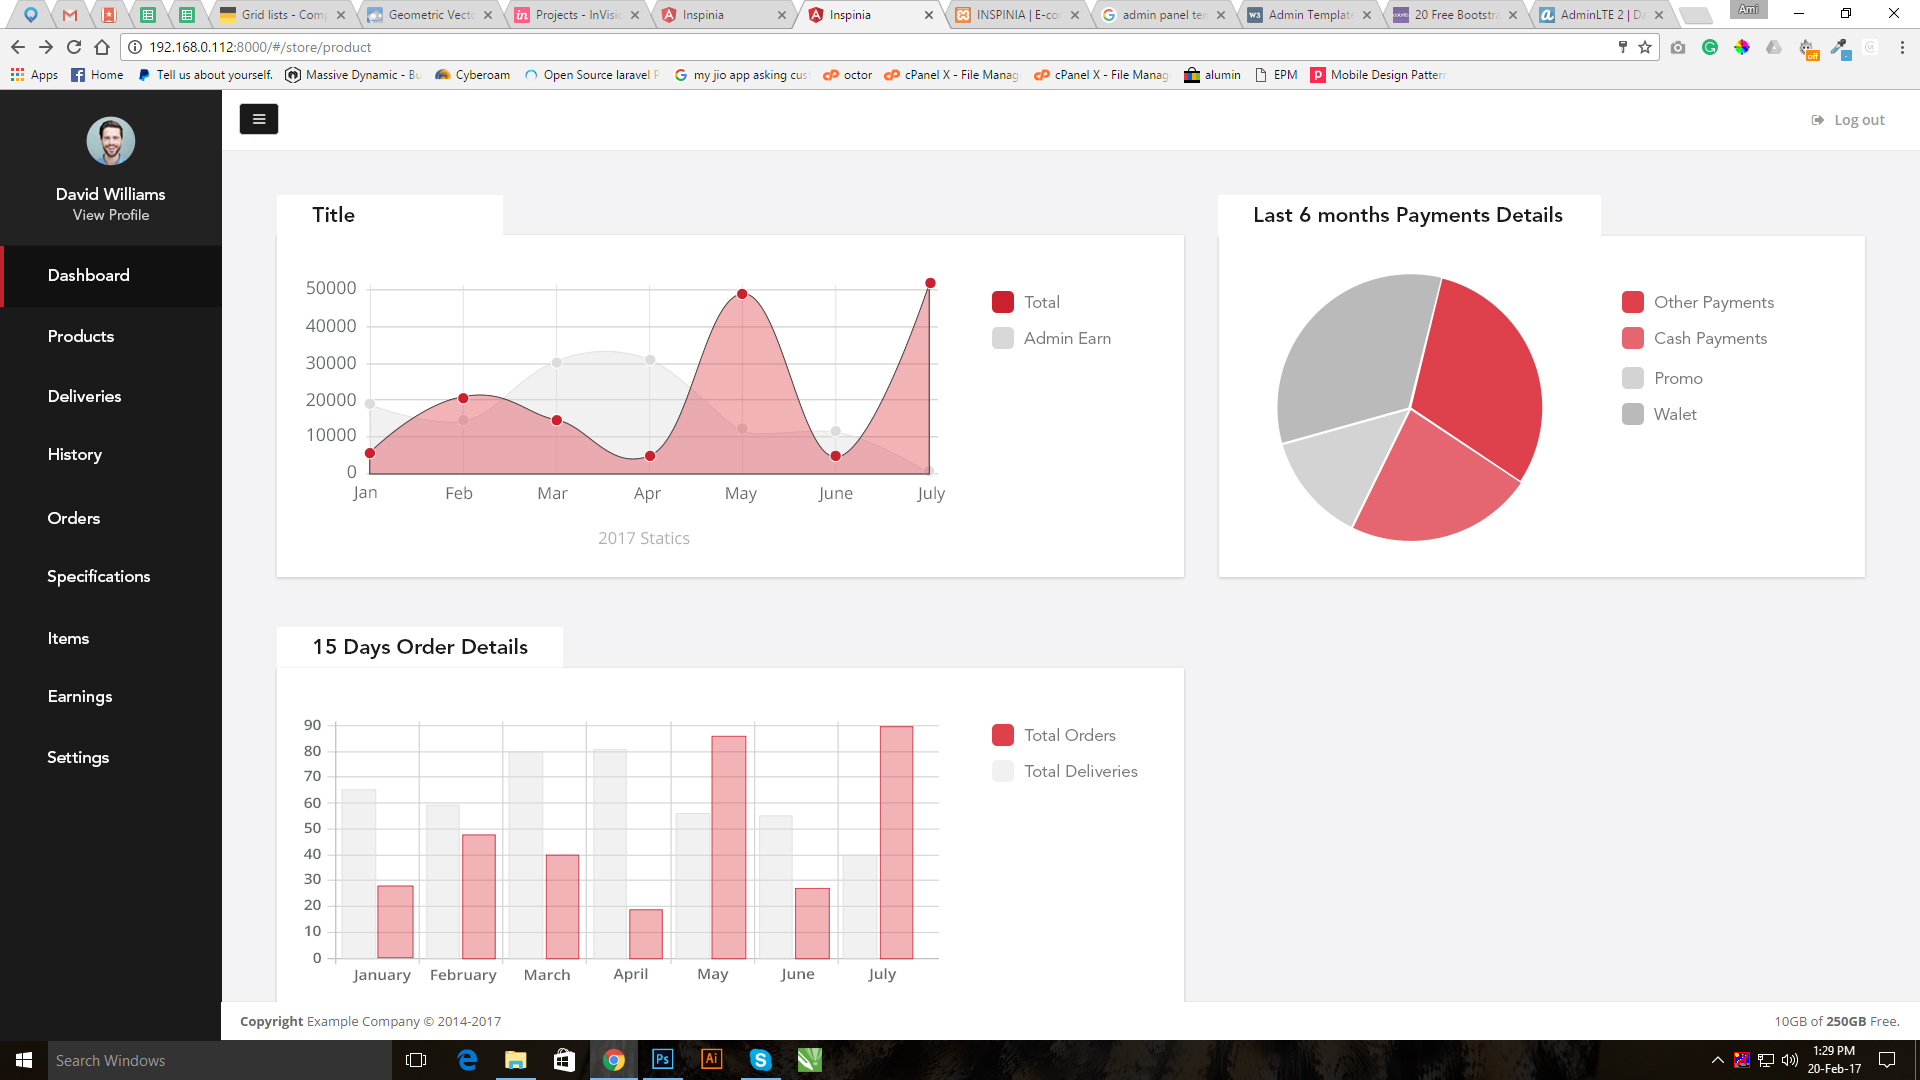 Grid lists - Comp
Geometric Vecto
Projects - InVisio
Inspinia
Inspinia
INSPINIA | E-cor
admin panel ten
Admin Template
20 Free Bootstra
AdminLTE 2 | Da
Ami
192.168.0.112:8000/#/store/product
Apps
Home
Tell us about yourself.
Massive Dynamic - Bu
Cyberoam
Open Source laravel P
my jio app asking cus
octor
cPanel X - File Manag
cPanel X - File Manag
alumin
EPM
Mobile Design Pattern
David Williams
View Profile
Dashboard
Products
Deliveries
History
Orders
Specifications
Items
Earnings
Settings
Log out
Title
50000
40000
30000
20000
10000
0
Jan Feb Mar Apr May June July
2017 Statics
Total
Admin Earn
Last 6 months Payments Details
Other Payments
Cash Payments
Promo
Walet
15 Days Order Details
90
80
70
60
50
40
30
20
10
0
January February March April May June July
Total Orders
Total Deliveries
Copyright Example Company © 2014-2017
10GB of 250GB Free.
Search Windows
Ps
Ai
1:29 PM
20-Feb-17